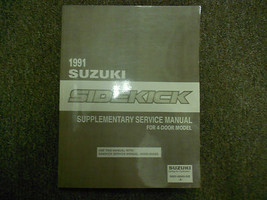 1991
SUZUKI
SIDEKICK
SUPPLEMENTARY SERVICE MANUAL
FOR 4-DOOR MODEL
SUZUKI